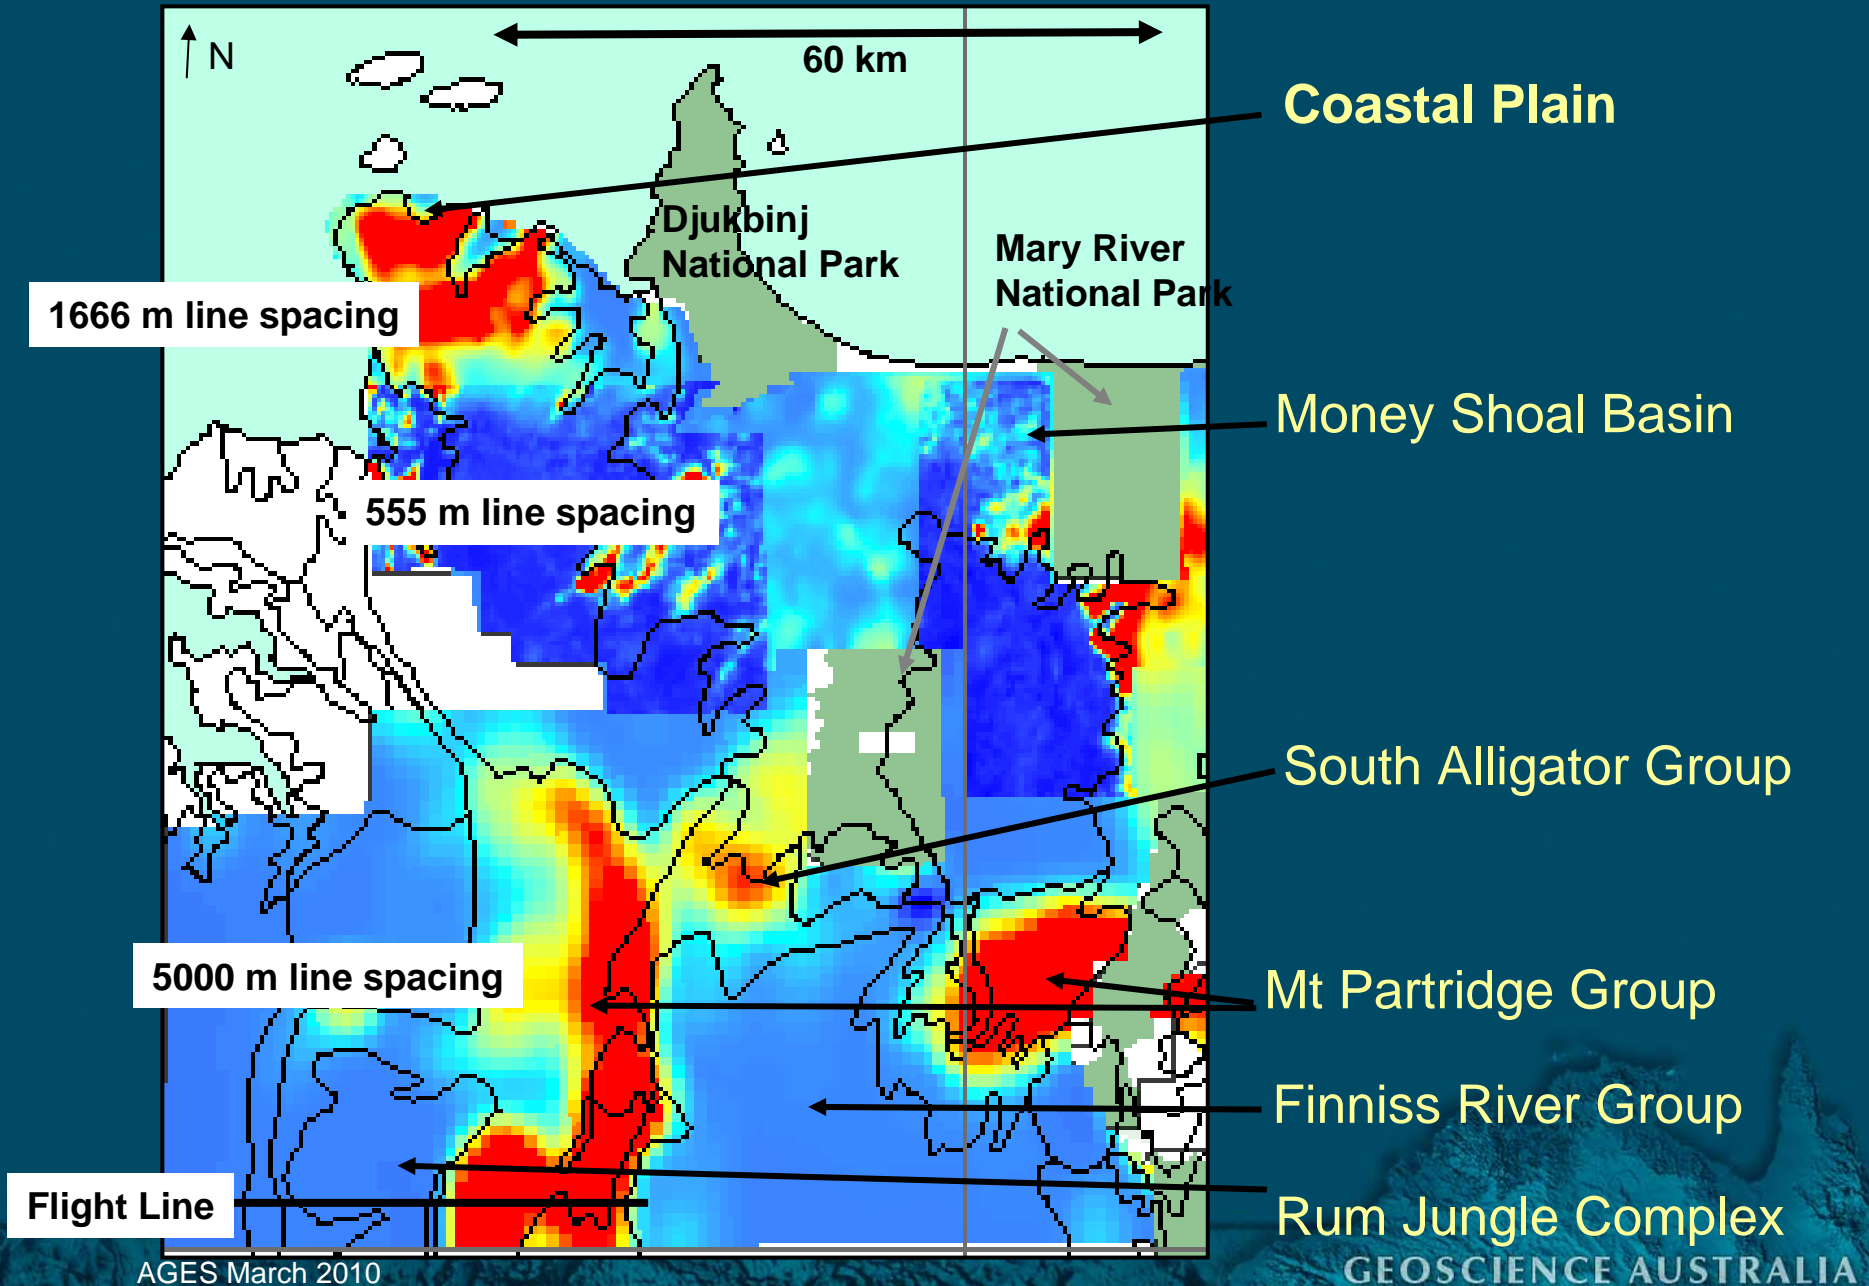 N
60 km
Coastal Plain
Djukbinj
National Park
Mary River
National Park
1666 m line spacing
Money Shoal Basin
555 m line spacing
South Alligator Group
5000 m line spacing
Mt Partridge Group
Finniss River Group
Flight Line
Rum Jungle Complex
AGES March 2010
GEOSCIENCE AUSTRALIA